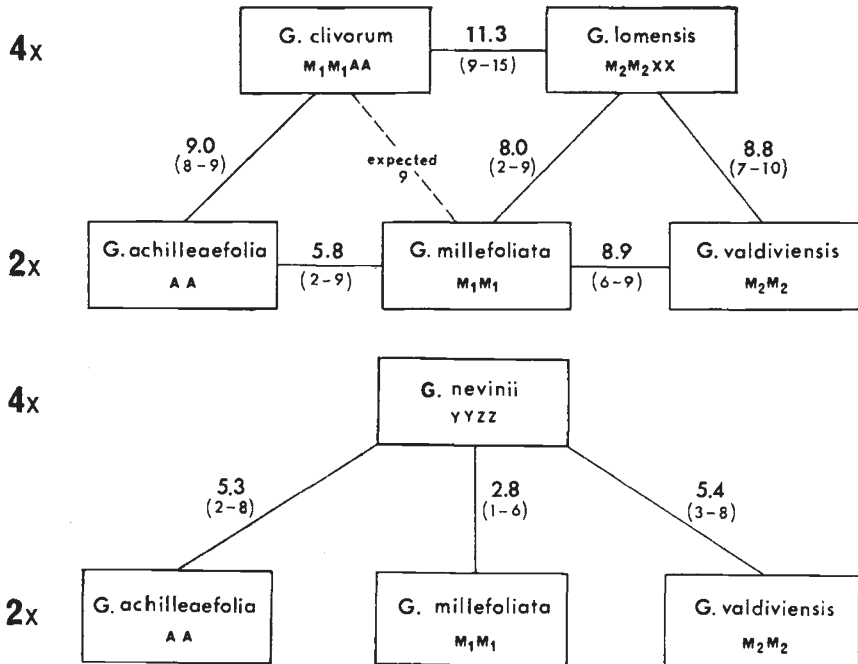 4x
G. clivorum
M₁M₁AA
11.3
(9–15)
G. lomensis
M₂M₂XX
9.0
(8–9)
expected
9
8.0
(2–9)
8.8
(7–10)
2x
G. achilleaefolia
A A
5.8
(2–9)
G. millefoliata
M₁M₁
8.9
(6–9)
G. valdiviensis
M₂M₂
4x
G. nevinii
YYZZ
5.3
(2–8)
2.8
(1–6)
5.4
(3–8)
2x
G. achilleaefolia
A A
G. millefoliata
M₁M₁
G. valdiviensis
M₂M₂